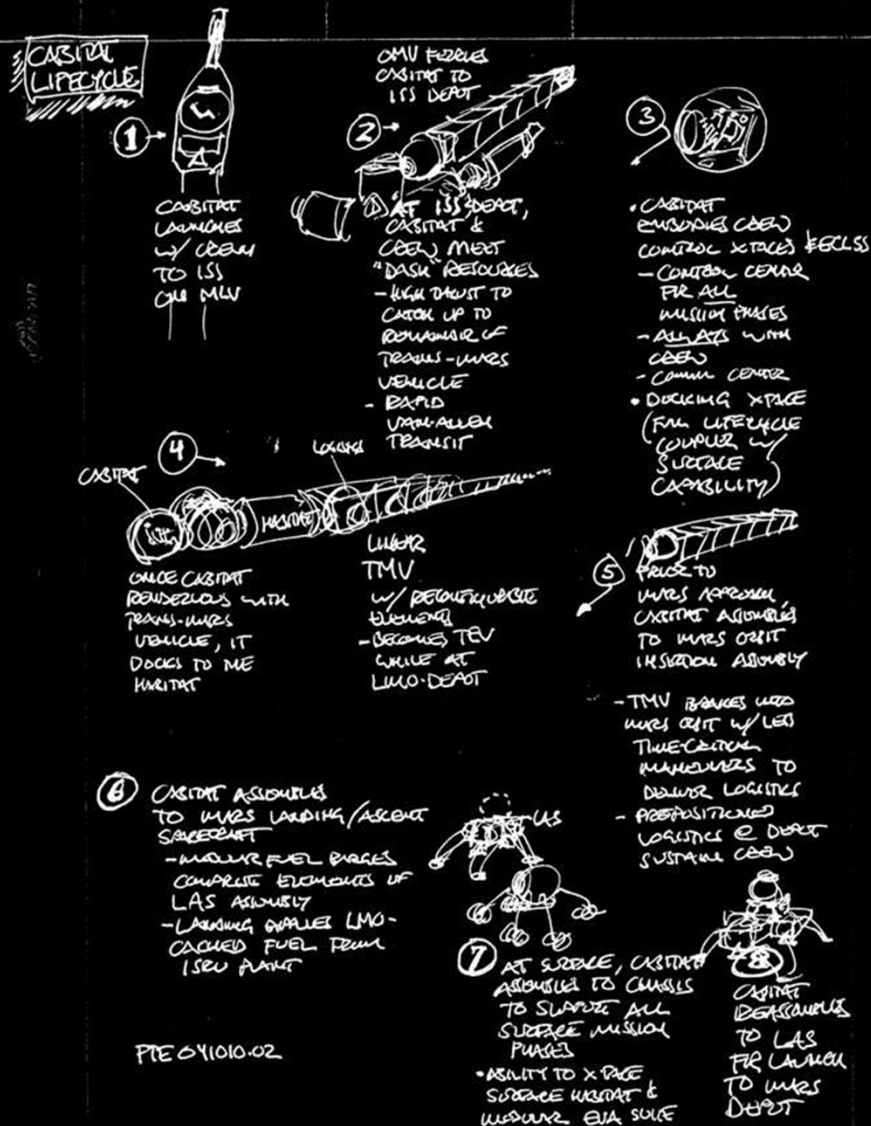 CABITAT
LIFECYCLE
1
CABITAT
LAUNCHES
W/ CREW
TO ISS
ON MLV
OMV FERRIES
CABITAT TO
ISS DEPOT
2
AT ISS DEPOT,
CABITAT &
CREW MEET
"DASH" RESOURCES
- HIGH THRUST TO
CATCH UP TO
REMAINDER OF
TRANS-MARS
VEHICLE
- RAPID
VAN-ALLEN
TRANSIT
3
• CABITAT
EMBODIES CREW
CONTROL XFACES & ECLSS
- CONTROL CENTER
FOR ALL
MISSION PHASES
- ALWAYS WITH
CREW
- COMM CENTER
• DOCKING XFACE
(FULL LIFECYCLE
COUPLER W/
SURFACE
CAPABILITY)
4
CABITAT
LOGISTICS
HABITAT
ONCE CABITAT
RENDEZVOUS WITH
TRANS-MARS
VEHICLE, IT
DOCKS TO THE
HABITAT
LINEAR
TMV
W/ RECONFIGURABLE
ELEMENTS
- BECOMES TEV
WHILE AT
LMO-DEPOT
5
PRIOR TO
MARS APPROACH,
CABITAT ASSEMBLES
TO MARS ORBIT
INSERTION ASSEMBLY
- TMV BRAKES INTO
MARS ORBIT W/ LESS
TIME-CRITICAL
MANEUVERS TO
DELIVER LOGISTICS
- PREPOSITIONED
LOGISTICS @ DEPOT
SUSTAIN CREW
6
CABITAT ASSEMBLES
TO MARS LANDING/ASCENT
SPACECRAFT
- MODULAR FUEL BARGES
COMPRISE ELEMENTS OF
LAS ASSEMBLY
- LANDING EMPLOYS LMO-
CACHED FUEL FROM
ISRU PLANT
LAS
7
AT SURFACE, CABITAT
ASSEMBLES TO CHASSIS
TO SUPPORT ALL
SURFACE MISSION
PHASES
• ABILITY TO XFACE
SURFACE HABITAT &
MODULAR EVA SUITE
8
CABITAT
REASSEMBLES
TO LAS
FOR LAUNCH
TO MARS
DEPOT
PTE 041010.02